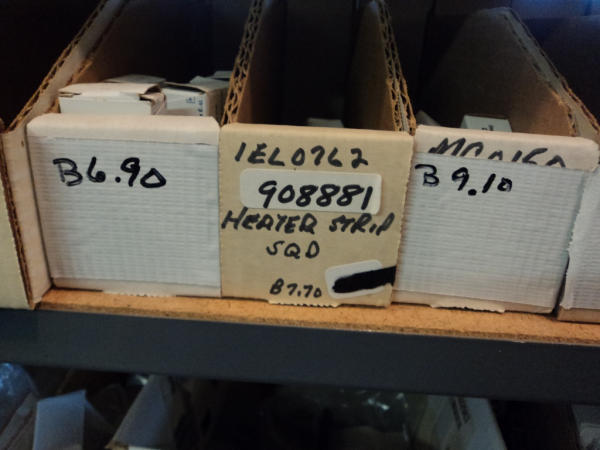 B6.90
1EL0762
908881
HEATER STRIP
SQD
B7.70
B9.10